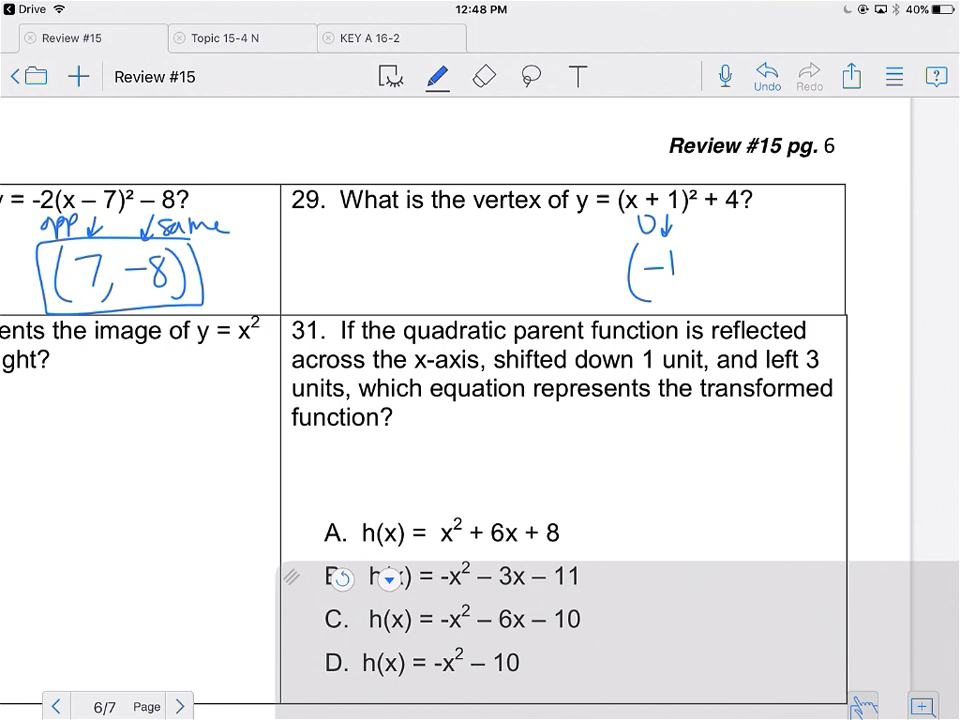 Drive 12:48 PM 40%
Review #15 Topic 15-4 N KEY A 16-2
Review #15 T Undo Redo ?
Review #15 pg. 6
y = -2(x – 7)² – 8?
opp same
(7, -8)
29. What is the vertex of y = (x + 1)² + 4?
(-1
ents the image of y = x²
ght?
31. If the quadratic parent function is reflected
across the x-axis, shifted down 1 unit, and left 3
units, which equation represents the transformed
function?
A. h(x) = x² + 6x + 8
B. h(x) = -x² – 3x – 11
C. h(x) = -x² – 6x – 10
D. h(x) = -x² – 10
6/7 Page